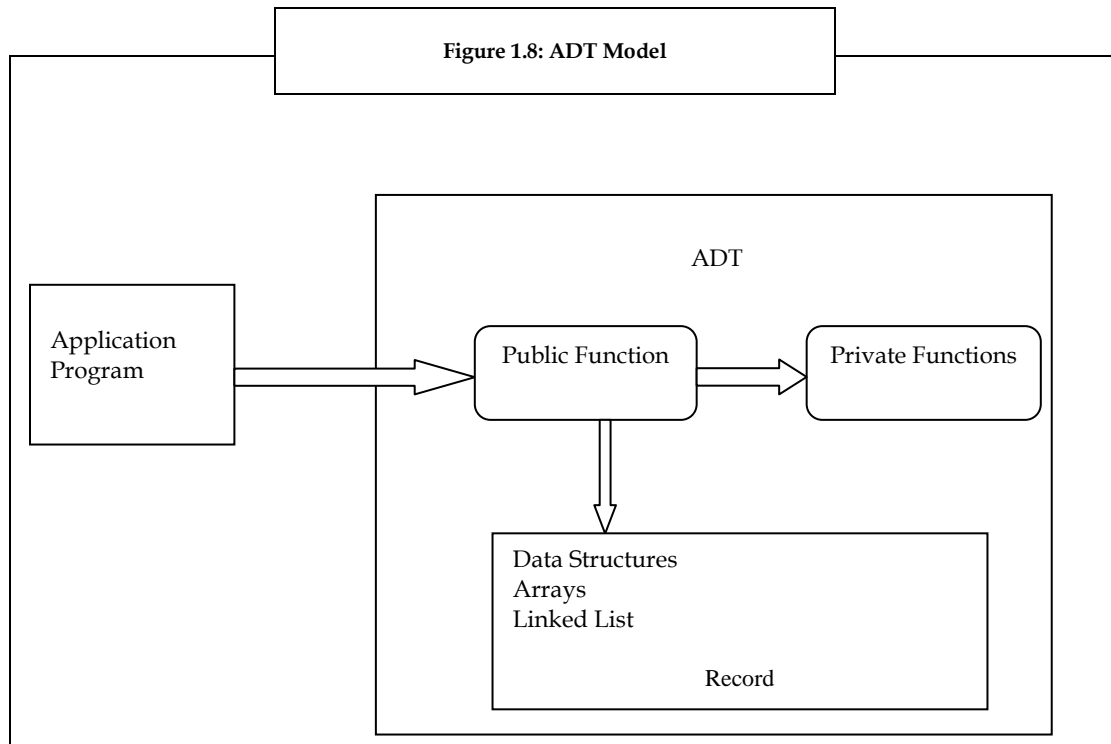 Figure 1.8: ADT Model
ADT
Application
Program
Public Function
Private Functions
Data Structures
Arrays
Linked List
Record